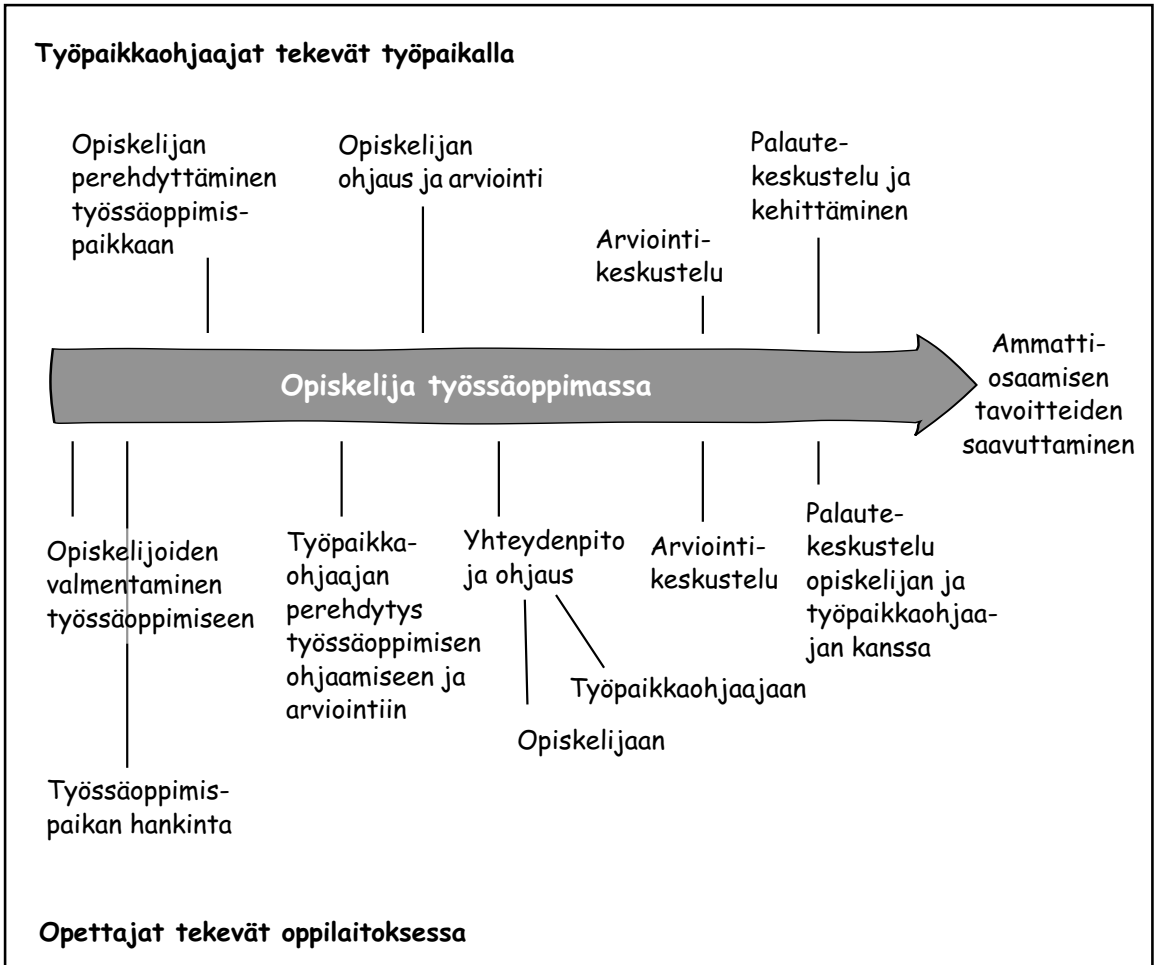 Työpaikkaohjaajat tekevät työpaikalla
Opiskelijan
perehdyttäminen
työssäoppimis-
paikkaan
Opiskelijan
ohjaus ja arviointi
Arviointi-
keskustelu
Palaute-
keskustelu ja
kehittäminen
Opiskelija työssäoppimassa
Ammatti-
osaamisen
tavoitteiden
saavuttaminen
Opiskelijoiden
valmentaminen
työssäoppimiseen
Työssäoppimis-
paikan hankinta
Työpaikka-
ohjaajan
perehdytys
työssäoppimisen
ohjaamiseen ja
arviointiin
Yhteydenpito
ja ohjaus
Työpaikkaohjaajaan
Opiskelijaan
Arviointi-
keskustelu
Palaute-
keskustelu
opiskelijan ja
työpaikkaohjaa-
jan kanssa
Opettajat tekevät oppilaitoksessa